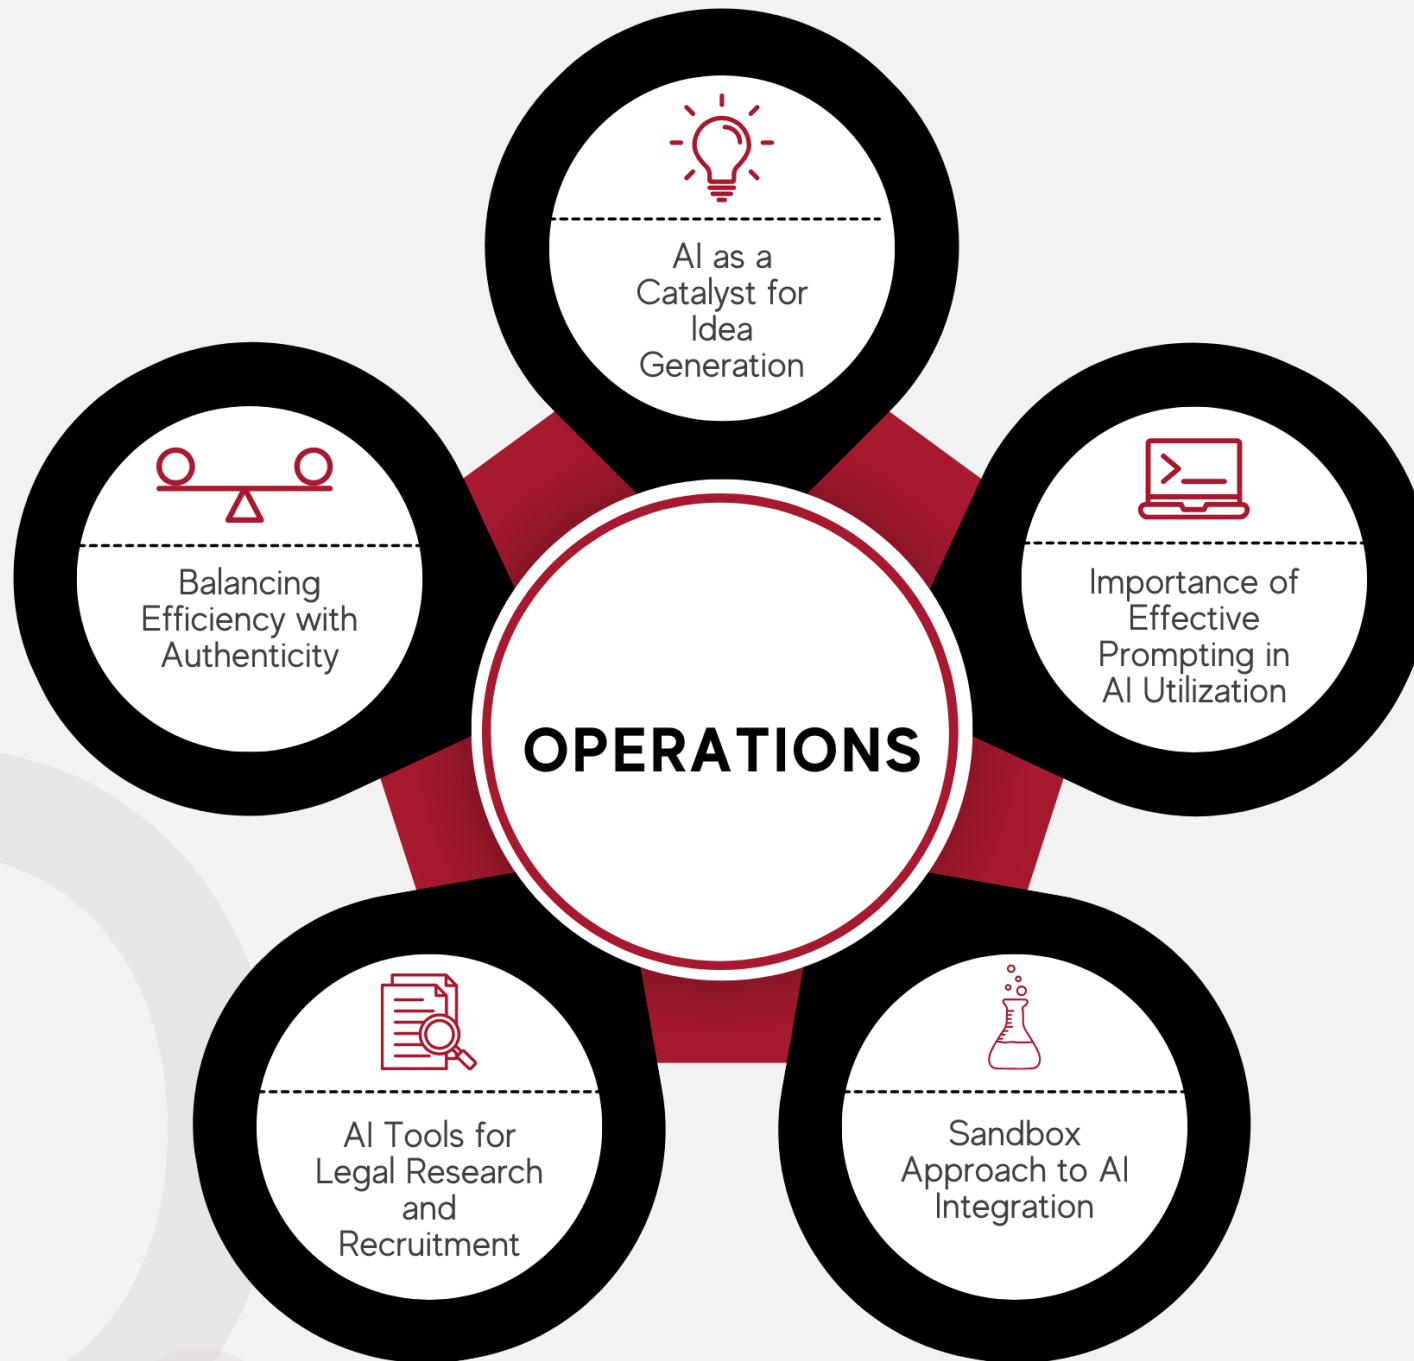 AI as a
Catalyst for
Idea
Generation
Importance of
Effective
Prompting in
AI Utilization
Sandbox
Approach to AI
Integration
AI Tools for
Legal Research
and
Recruitment
Balancing
Efficiency with
Authenticity
OPERATIONS